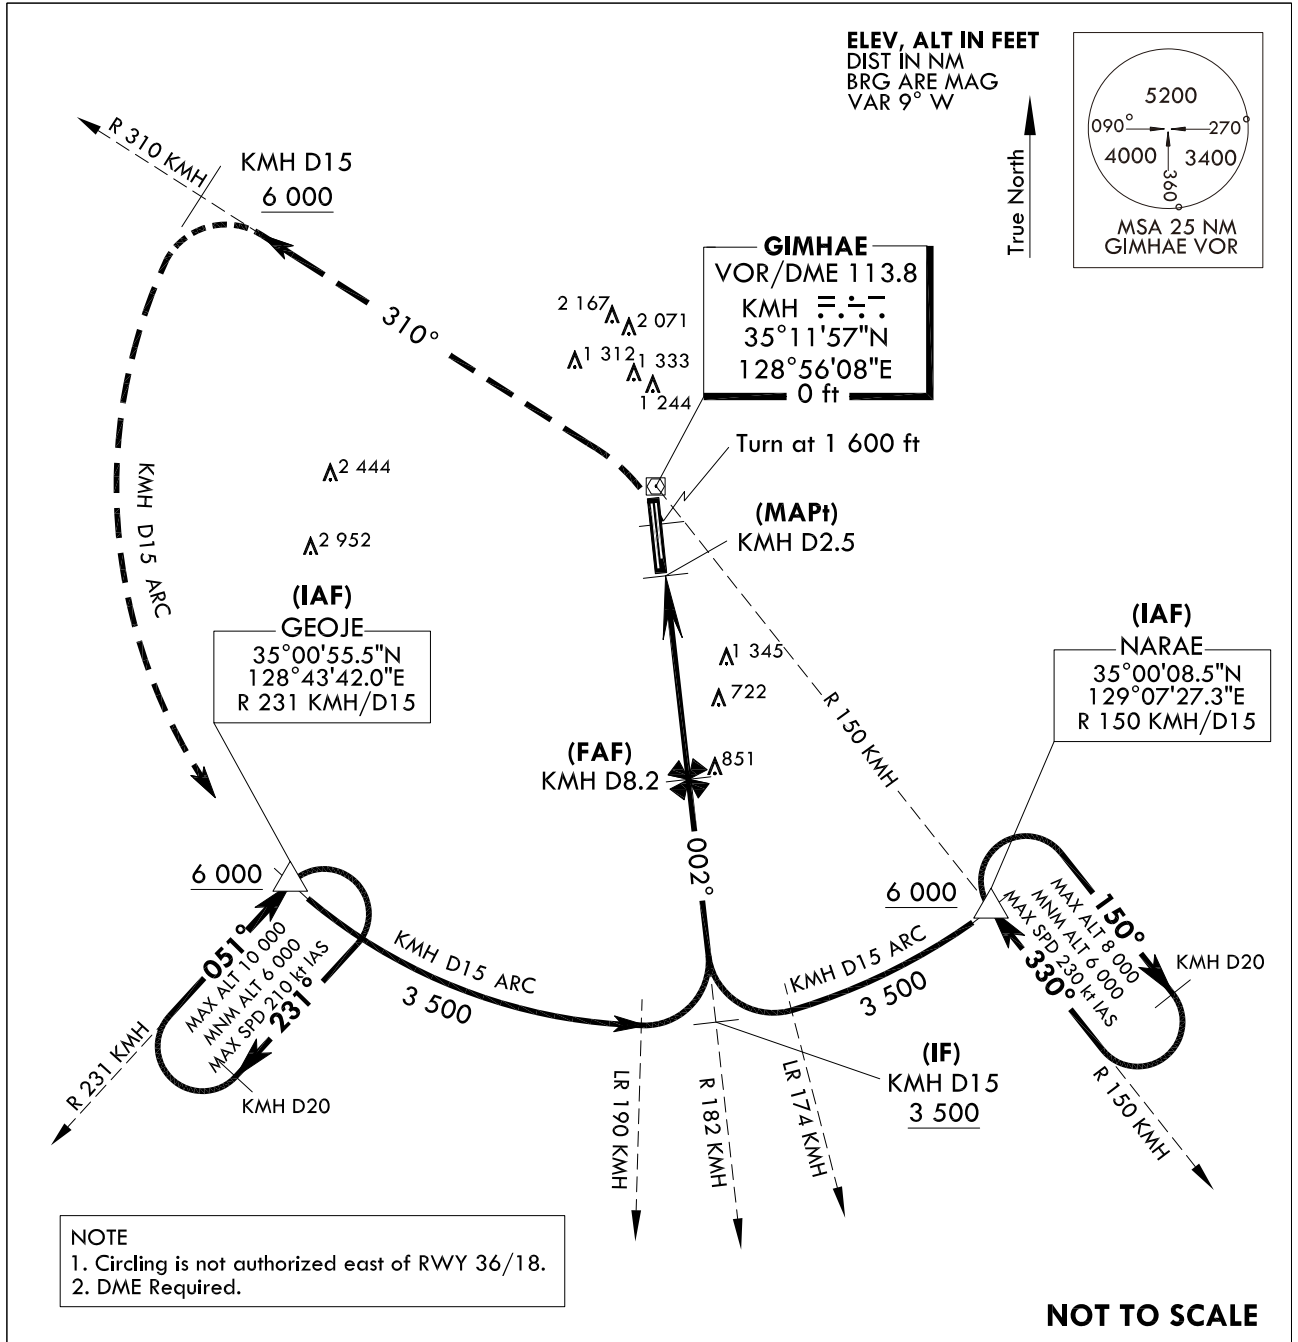 ELEV, ALT IN FEET
DIST IN NM
BRG ARE MAG
VAR 9° W
True North
5200
090°
270°
4000
3400
360°
MSA 25 NM
GIMHAE VOR
R 310 KMH
KMH D15
6 000
310°
GIMHAE
VOR/DME 113.8
KMH
35°11'57"N
128°56'08"E
0 ft
2 167
2 071
1 312
1 333
1 244
Turn at 1 600 ft
2 444
2 952
KMH D15 ARC
(MAPt)
KMH D2.5
(IAF)
GEOJE
35°00'55.5"N
128°43'42.0"E
R 231 KMH/D15
(IAF)
NARAE
35°00'08.5"N
129°07'27.3"E
R 150 KMH/D15
1 345
722
851
R 150 KMH
(FAF)
KMH D8.2
002°
6 000
6 000
051°
MAX ALT 10 000
MNM ALT 6 000
MAX SPD 210 kt IAS
231°
R 231 KMH
KMH D20
KMH D15 ARC
3 500
KMH D15 ARC
3 500
150°
MAX ALT 8 000
MNM ALT 6 000
MAX SPD 230 kt IAS
330°
KMH D20
R 150 KMH
LR 190 KMH
R 182 KMH
LR 174 KMH
(IF)
KMH D15
3 500
NOTE
1. Circling is not authorized east of RWY 36/18.
2. DME Required.
NOT TO SCALE